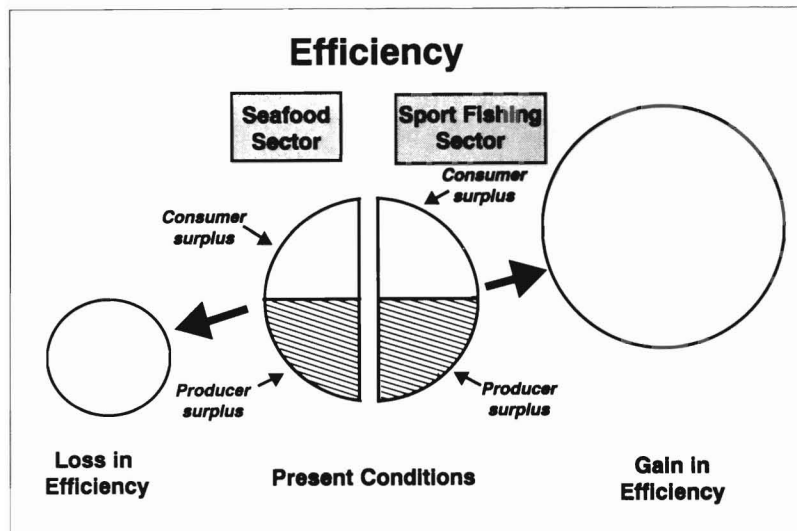 Efficiency
Seafood
Sector
Sport Fishing
Sector
Consumer
surplus
Consumer
surplus
Producer
surplus
Producer
surplus
Loss in
Efficiency
Present Conditions
Gain in
Efficiency